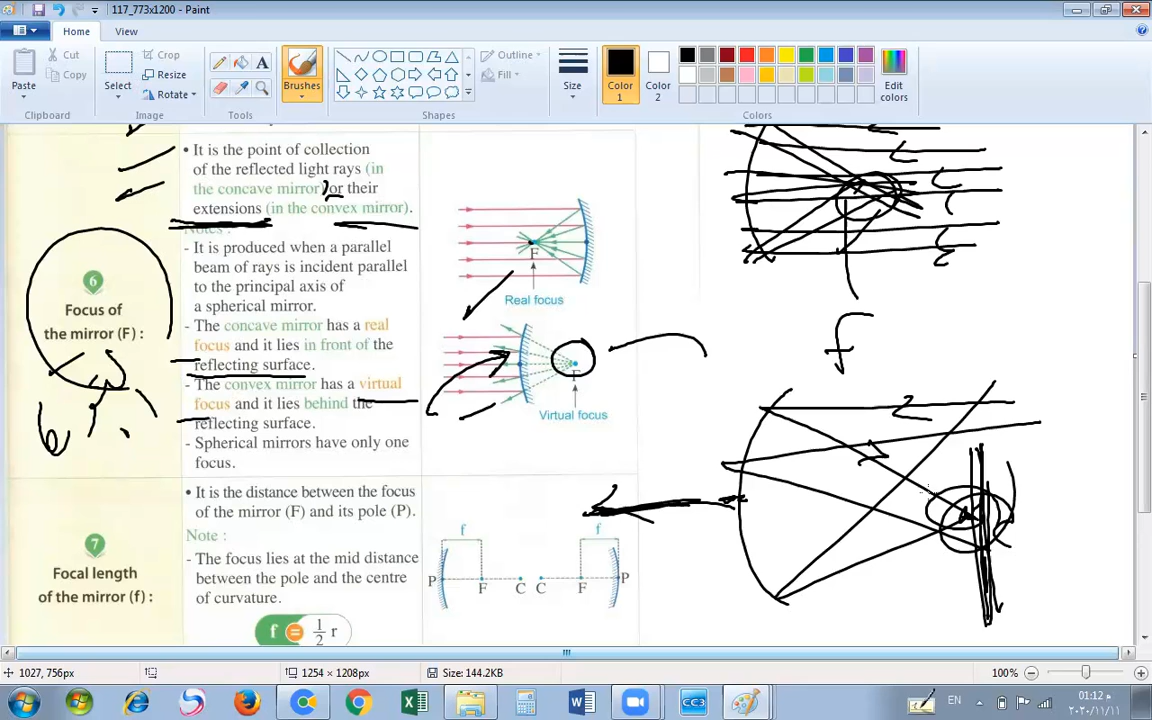 117_773x1200 - Paint
Home
View
Paste
Cut
Copy
Clipboard
Select
Crop
Resize
Rotate
Image
Tools
Brushes
Shapes
Outline
Fill
Size
Color 1
Color 2
Edit colors
Colors
• It is the point of collection
of the reflected light rays (in
the concave mirror) or their
extensions (in the convex mirror).
Notes :
- It is produced when a parallel
beam of rays is incident parallel
to the principal axis of
a spherical mirror.
- The concave mirror has a real
focus and it lies in front of the
reflecting surface.
- The convex mirror has a virtual
focus and it lies behind the
reflecting surface.
- Spherical mirrors have only one
focus.
6
Focus of
the mirror (F) :
F
Real focus
F
Virtual focus
f
7
Focal length
of the mirror (f) :
• It is the distance between the focus
of the mirror (F) and its pole (P).
Note :
- The focus lies at the mid distance
between the pole and the centre
of curvature.
f = 1/2 r
f f
P F C C F P
1027, 756px
1254 × 1208px
Size: 144.2KB
100%
EN
01:12 ص
٢٠٢٠/١١/١١